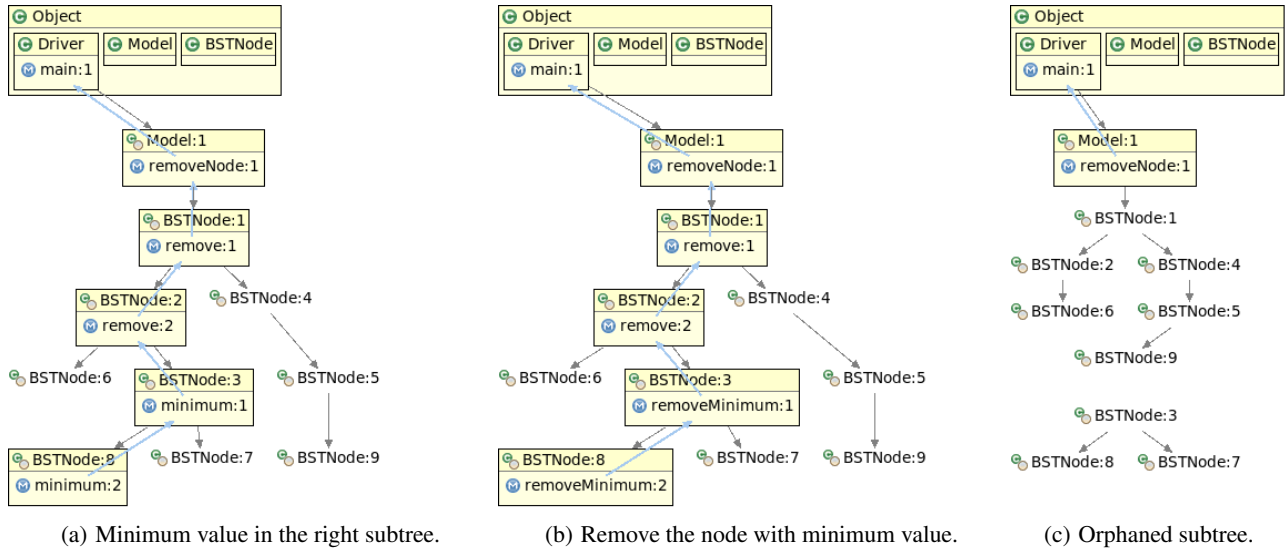 Object
Driver
Model
BSTNode
main:1
Model:1
removeNode:1
BSTNode:1
remove:1
BSTNode:2
BSTNode:4
remove:2
BSTNode:6
BSTNode:3
BSTNode:5
minimum:1
BSTNode:8
BSTNode:7
BSTNode:9
minimum:2
(a) Minimum value in the right subtree.
Object
Driver
Model
BSTNode
main:1
Model:1
removeNode:1
BSTNode:1
remove:1
BSTNode:2
BSTNode:4
remove:2
BSTNode:6
BSTNode:3
BSTNode:5
removeMinimum:1
BSTNode:8
BSTNode:7
BSTNode:9
removeMinimum:2
(b) Remove the node with minimum value.
Object
Driver
Model
BSTNode
main:1
Model:1
removeNode:1
BSTNode:1
BSTNode:2
BSTNode:4
BSTNode:6
BSTNode:5
BSTNode:9
BSTNode:3
BSTNode:8
BSTNode:7
(c) Orphaned subtree.